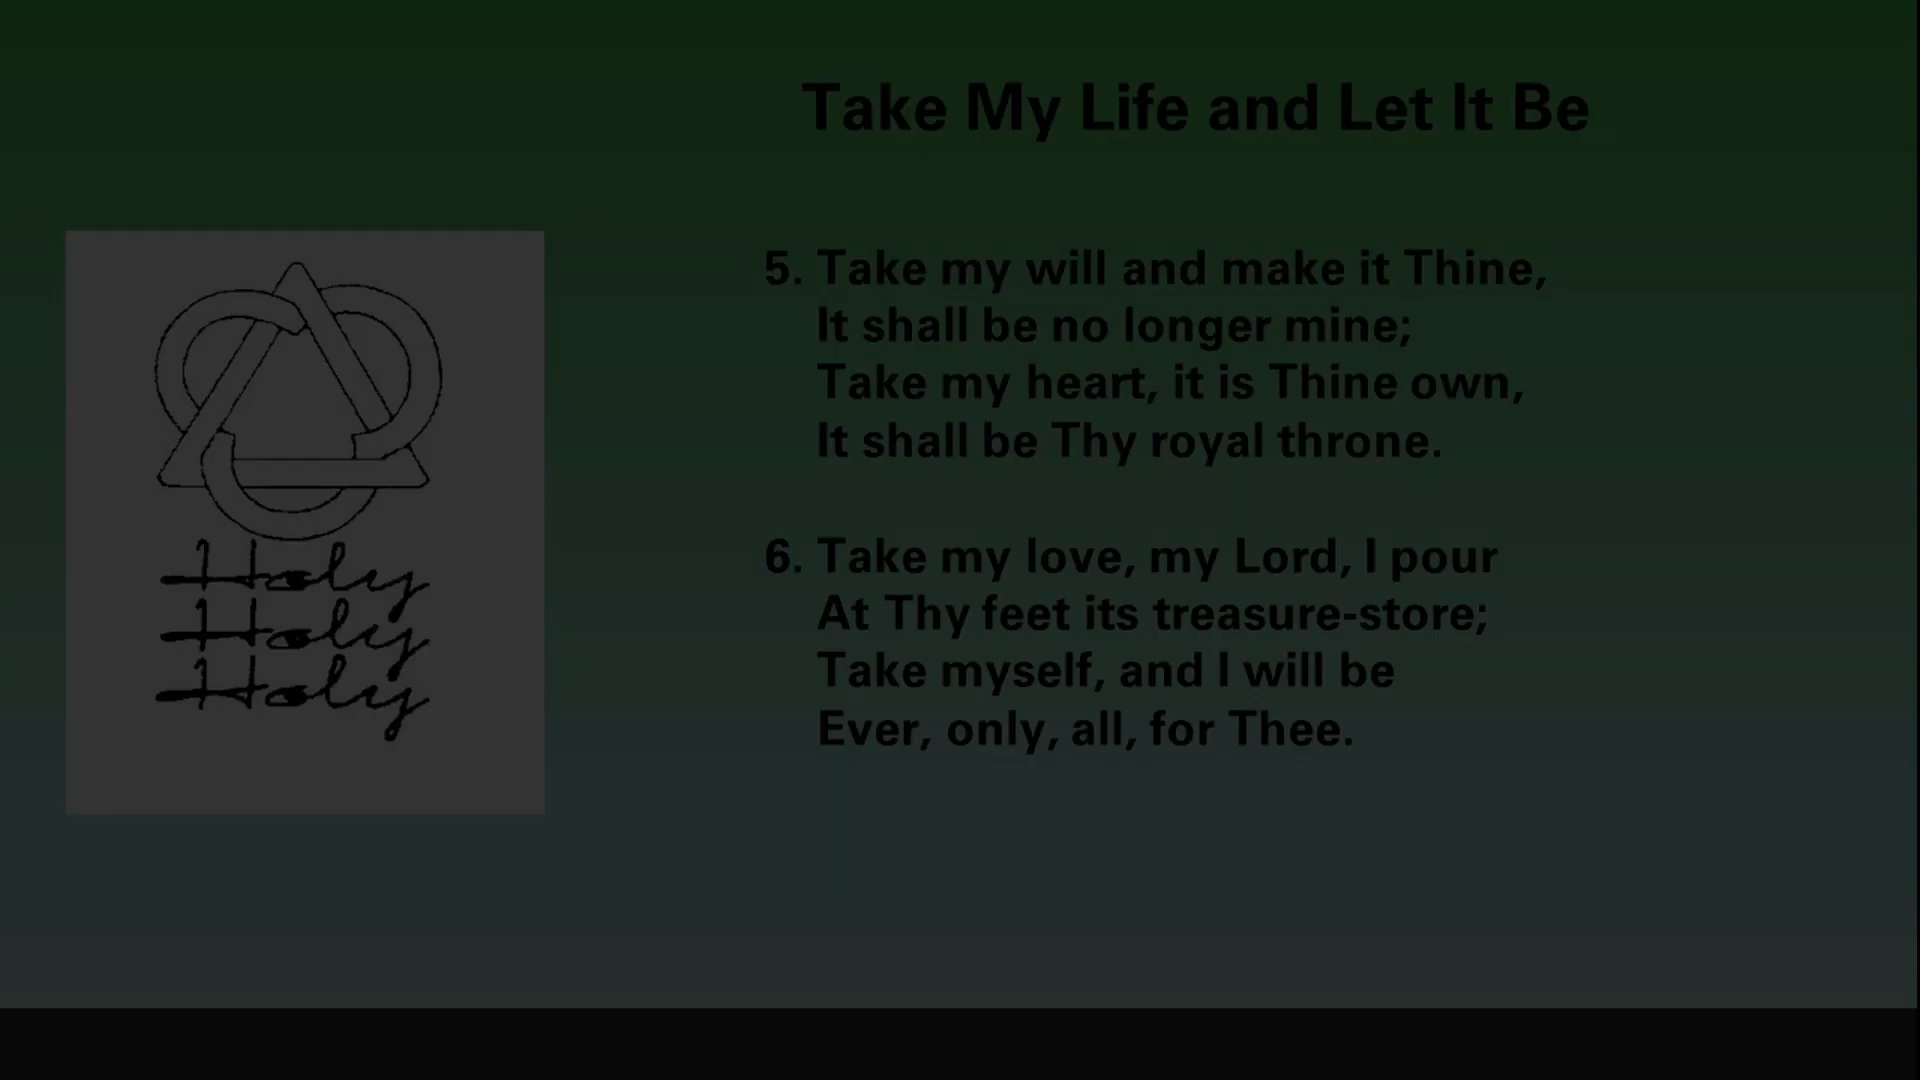 Take My Life and Let It Be
Holy
Holy
Holy
5. Take my will and make it Thine,
It shall be no longer mine;
Take my heart, it is Thine own,
It shall be Thy royal throne.
6. Take my love, my Lord, I pour
At Thy feet its treasure-store;
Take myself, and I will be
Ever, only, all, for Thee.